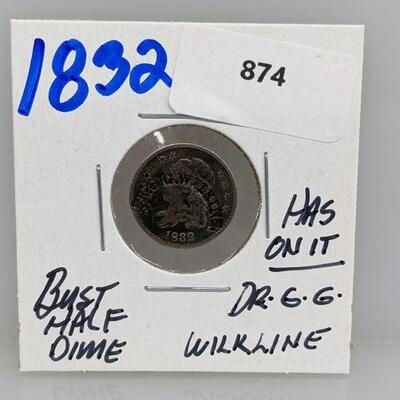 1832
874
1832
HAS
ON IT
DR. G. G.
WILKLINE
BUST
HALF
DIME